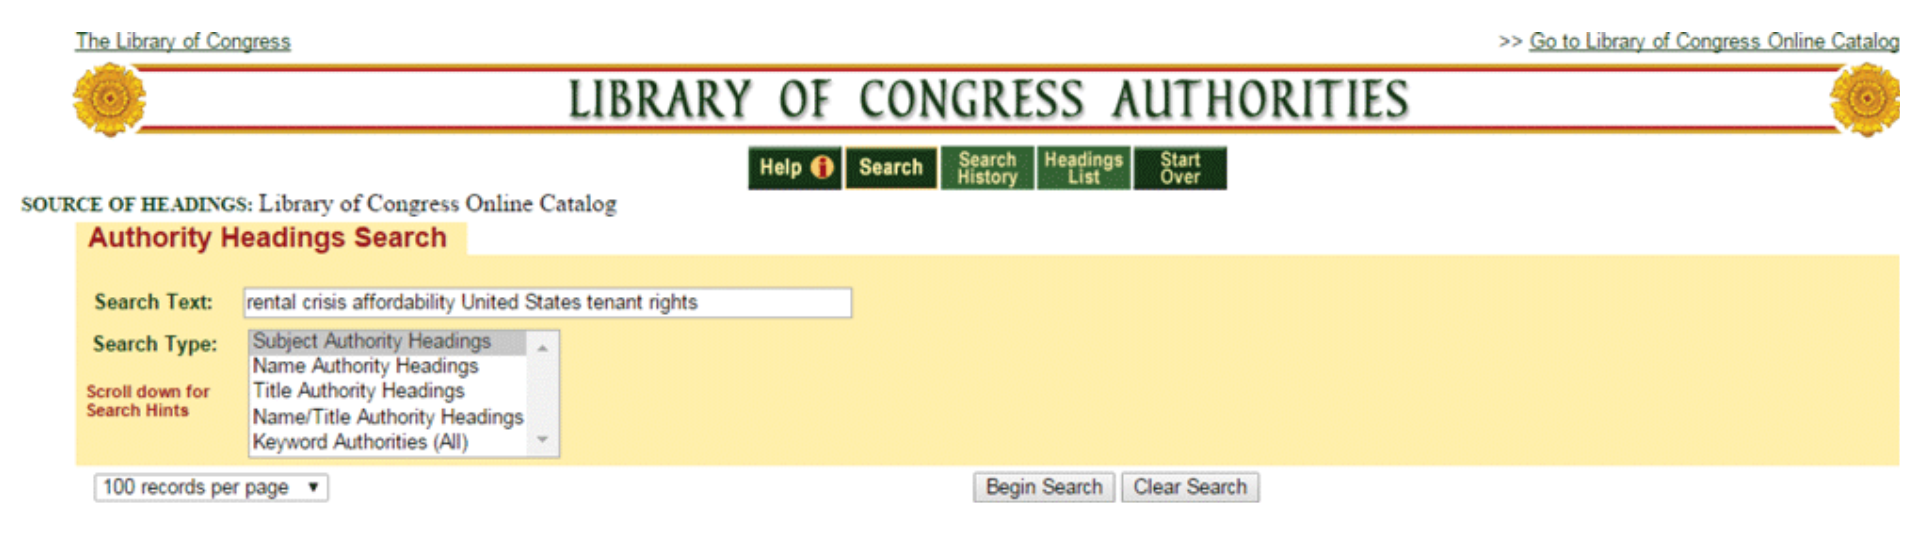 The Library of Congress
>> Go to Library of Congress Online Catalog
LIBRARY OF CONGRESS AUTHORITIES
Help i Search Search History Headings List Start Over
SOURCE OF HEADINGS: Library of Congress Online Catalog
Authority Headings Search
Search Text: rental crisis affordability United States tenant rights
Search Type: Subject Authority Headings
Name Authority Headings
Scroll down for Title Authority Headings
Search Hints Name/Title Authority Headings
Keyword Authorities (All)
100 records per page Begin Search Clear Search